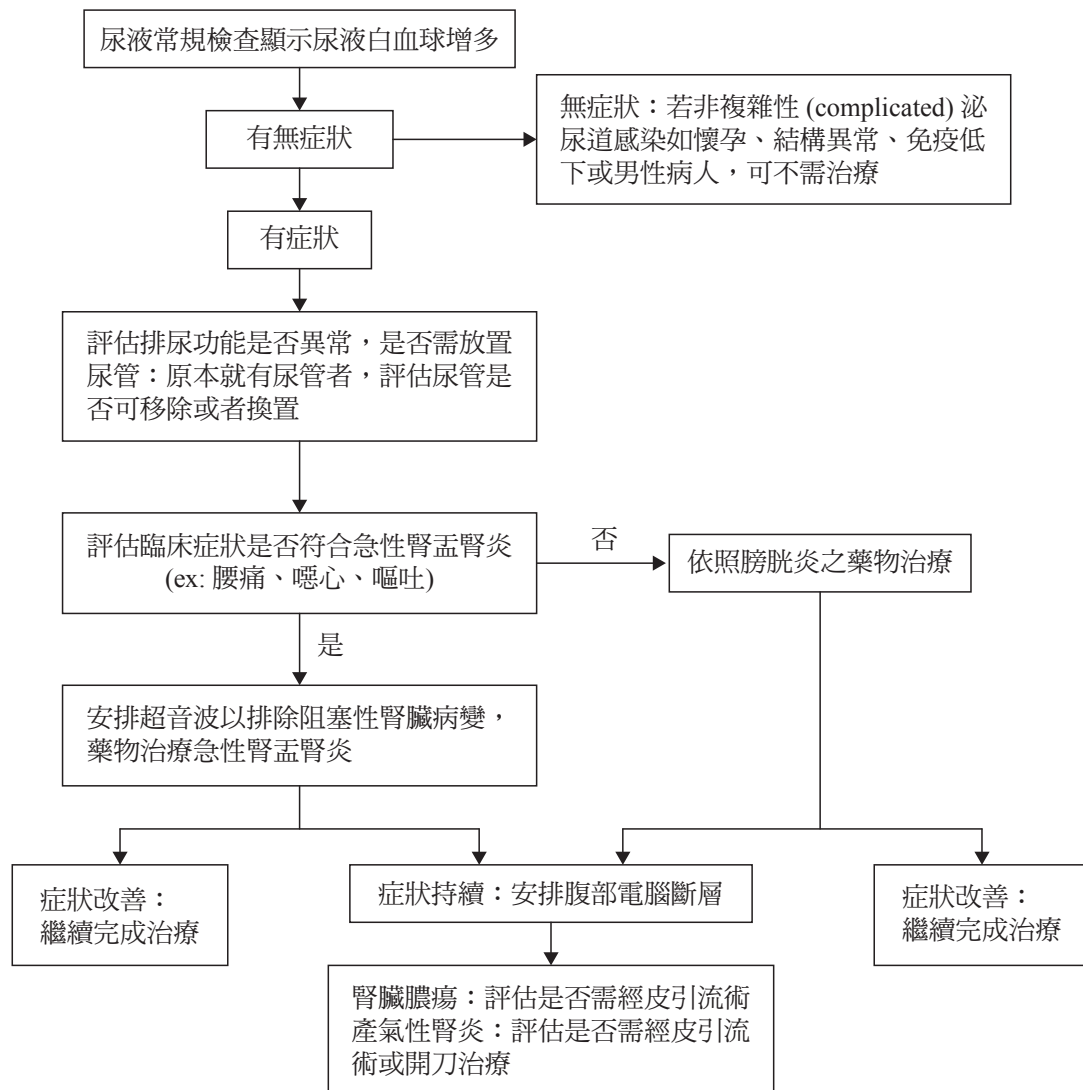 尿液常規檢查顯示尿液白血球增多
有無症狀
無症狀：若非複雜性 (complicated) 泌
尿道感染如懷孕、結構異常、免疫低
下或男性病人，可不需治療
有症狀
評估排尿功能是否異常，是否需放置
尿管：原本就有尿管者，評估尿管是
否可移除或者換置
評估臨床症狀是否符合急性腎盂腎炎
(ex: 腰痛、噁心、嘔吐)
否
依照膀胱炎之藥物治療
是
安排超音波以排除阻塞性腎臟病變，
藥物治療急性腎盂腎炎
症狀改善：
繼續完成治療
症狀持續：安排腹部電腦斷層
症狀改善：
繼續完成治療
腎臟膿瘍：評估是否需經皮引流術
產氣性腎炎：評估是否需經皮引流
術或開刀治療